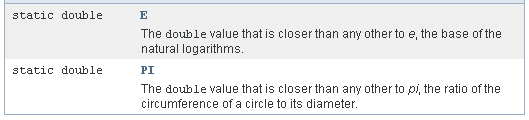 static double E
The double value that is closer than any other to e, the base of the
natural logarithms.
static double PI
The double value that is closer than any other to pi, the ratio of the
circumference of a circle to its diameter.